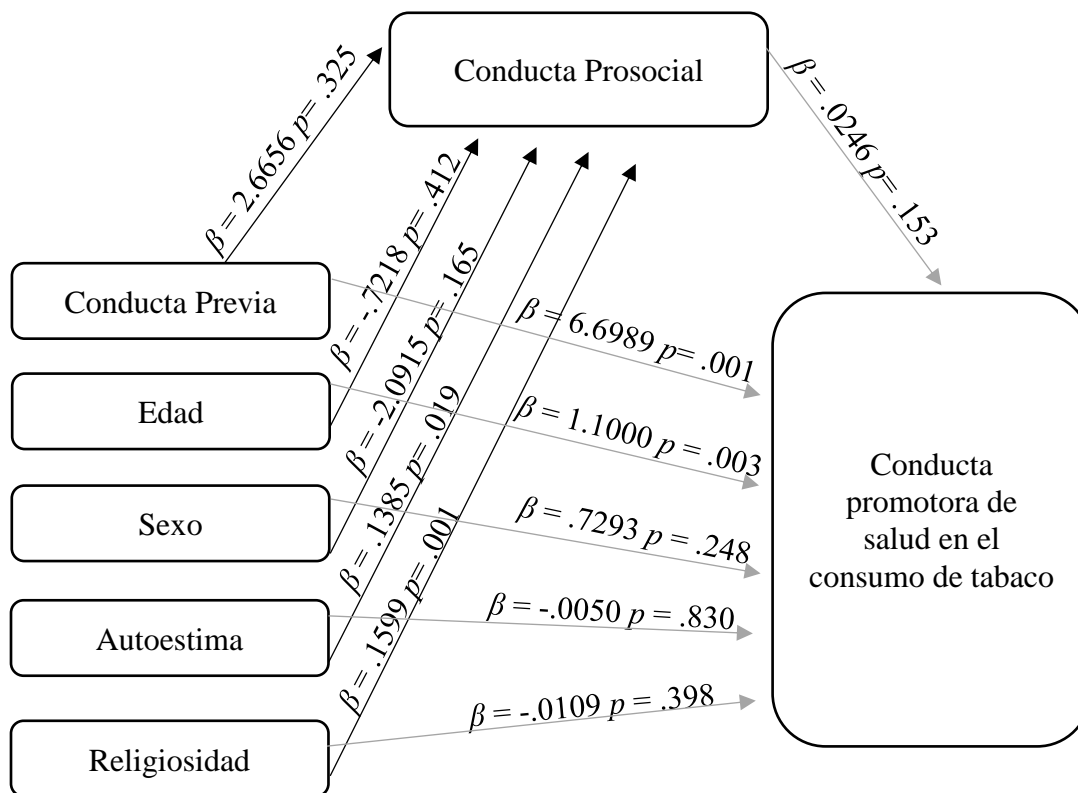 Conducta Prosocial
β = 2.6656 p= .325
β = -.7218 p= .412
β = -2.0915 p=.165
β = .1385 p= .019
β = .1599 p= .001
β = .0246 p= .153
Conducta Previa
β = 6.6989 p= .001
Edad
β = 1.1000 p= .003
Sexo
β = .7293 p = .248
Autoestima
β = -.0050 p = .830
Religiosidad
β = -.0109 p = .398
Conducta
promotora de
salud en el
consumo de tabaco